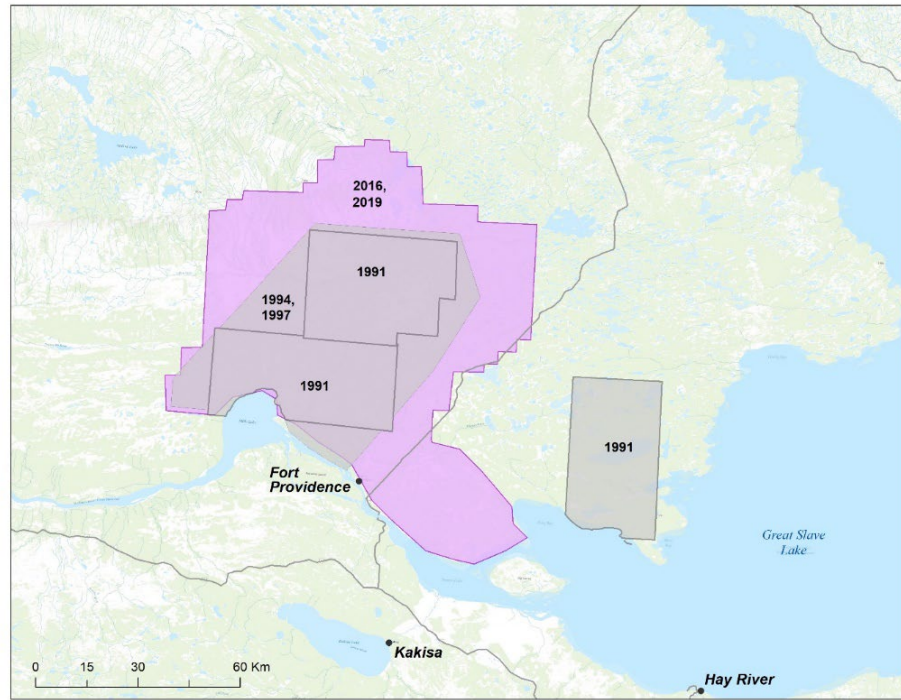 2016,
2019
1991
1994,
1997
1991
1991
Fort
Providence
Great Slave
Lake
Kakisa
Hay River
0 15 30 60 Km